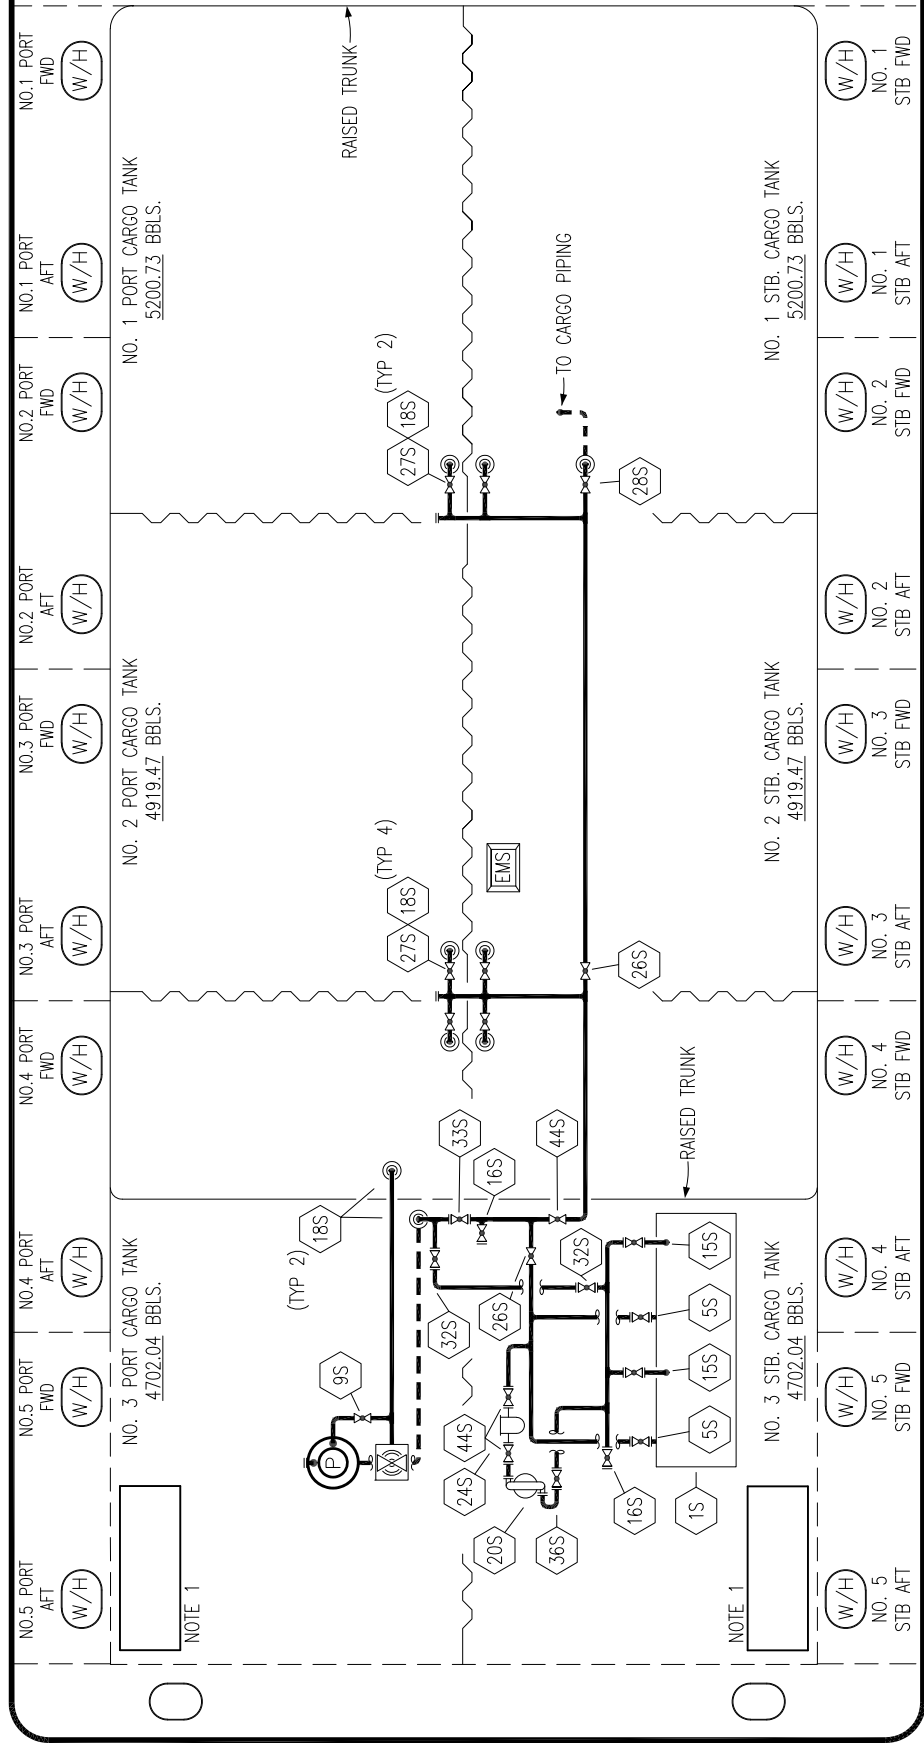 NO.5 PORT
AFT
W/H
NO.5 PORT
FWD
W/H
NO.4 PORT
AFT
W/H
NO.4 PORT
FWD
W/H
NO.3 PORT
AFT
W/H
NO.3 PORT
FWD
W/H
NO.2 PORT
AFT
W/H
NO.2 PORT
FWD
W/H
NO.1 PORT
AFT
W/H
NO.1 PORT
FWD
W/H
NO. 3 PORT CARGO TANK
4702.04 BBLS.
NO. 2 PORT CARGO TANK
4919.47 BBLS.
NO. 1 PORT CARGO TANK
5200.73 BBLS.
NOTE 1
RAISED TRUNK
(TYP 2)
18S
9S
P
(TYP 4)
27S
18S
(TYP 2)
27S
18S
32S
33S
16S
44S
24S
26S
EMS
20S
36S
32S
44S
TO CARGO PIPING
16S
26S
28S
1S
5S
15S
5S
15S
RAISED TRUNK
NOTE 1
NO. 3 STB. CARGO TANK
4702.04 BBLS.
NO. 2 STB. CARGO TANK
4919.47 BBLS.
NO. 1 STB. CARGO TANK
5200.73 BBLS.
W/H
NO. 5
STB AFT
W/H
NO. 5
STB FWD
W/H
NO. 4
STB AFT
W/H
NO. 4
STB FWD
W/H
NO. 3
STB AFT
W/H
NO. 3
STB FWD
W/H
NO. 2
STB AFT
W/H
NO. 2
STB FWD
W/H
NO. 1
STB AFT
W/H
NO. 1
STB FWD